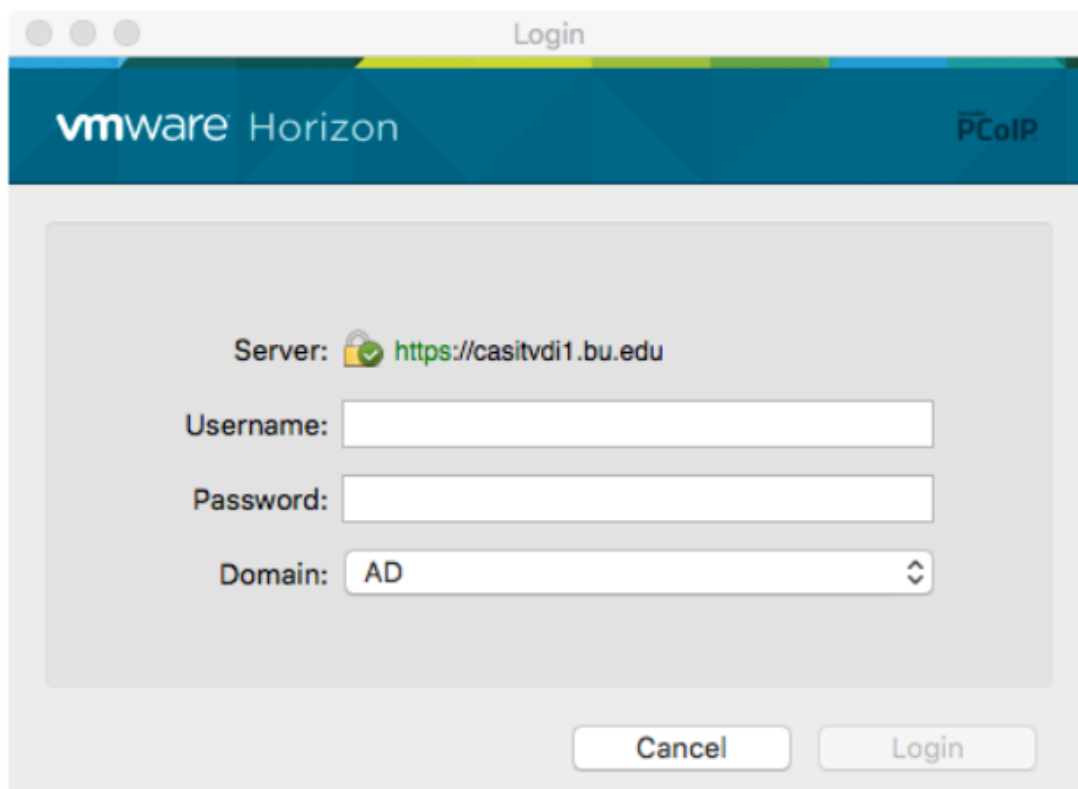 Login
vmware Horizon
PCoIP
Server: https://casitvdi1.bu.edu
Username:
Password:
Domain: AD
Cancel Login